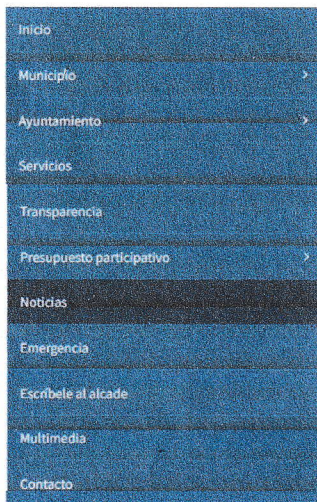 Inicio
Municipio
Ayuntamiento
Servicios
Transparencia
Presupuesto participativo
Noticias
Emergencia
Escríbele al alcade
Multimedia
Contacto